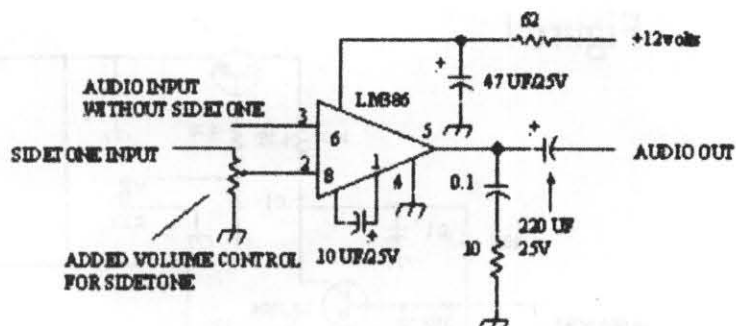 62
+12volts
+
47 UF/25V
AUDIO INPUT
WITHOUT SIDETONE
LM386
3
6
5
+
SIDETONE INPUT
2
8
1
4
AUDIO OUT
0.1
+
10 UF/25V
220 UF
25V
10
ADDED VOLUME CONTROL
FOR SIDETONE